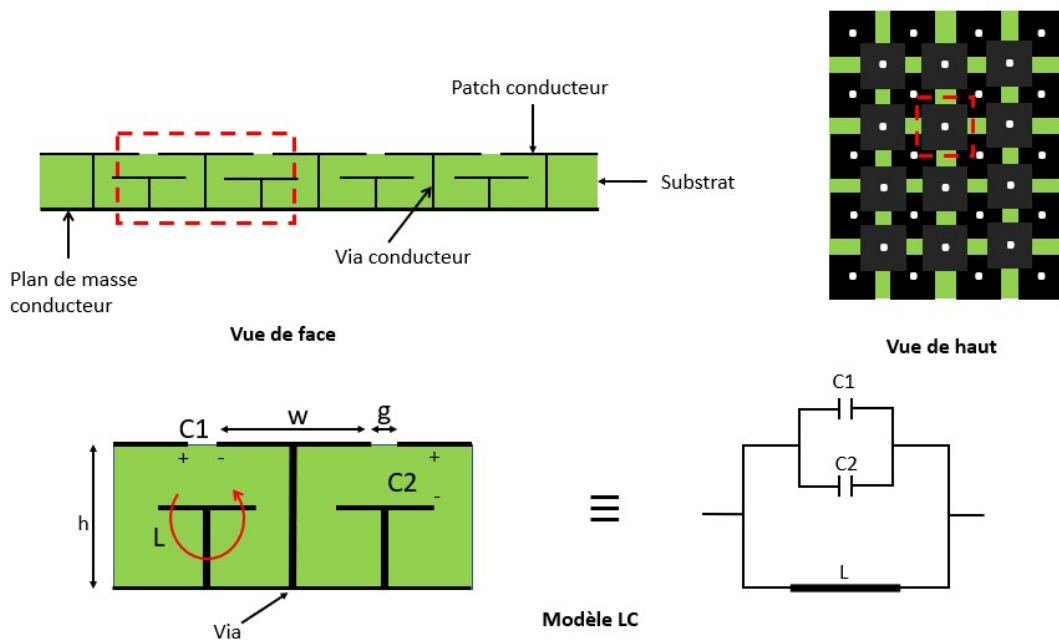 Patch conducteur
Substrat
Via conducteur
Plan de masse
conducteur
Vue de face
Vue de haut
C1
w
g
+
-
+
C2
-
h
L
Via
≡
C1
C2
L
Modèle LC